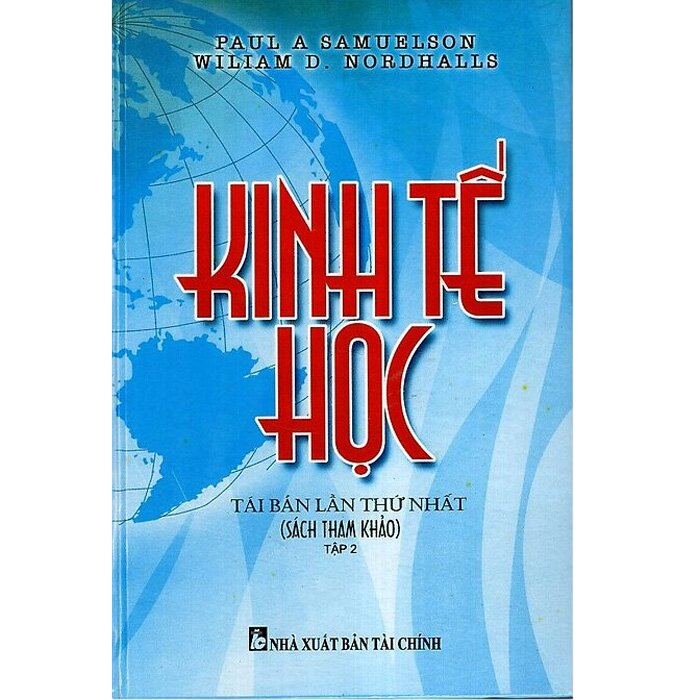 PAUL A SAMUELSON
WILIAM D. NORDHALLS
KINH TẾ
HỌC
TÁI BẢN LẦN THỨ NHẤT
(SÁCH THAM KHẢO)
TẬP 2
NHÀ XUẤT BẢN TÀI CHÍNH